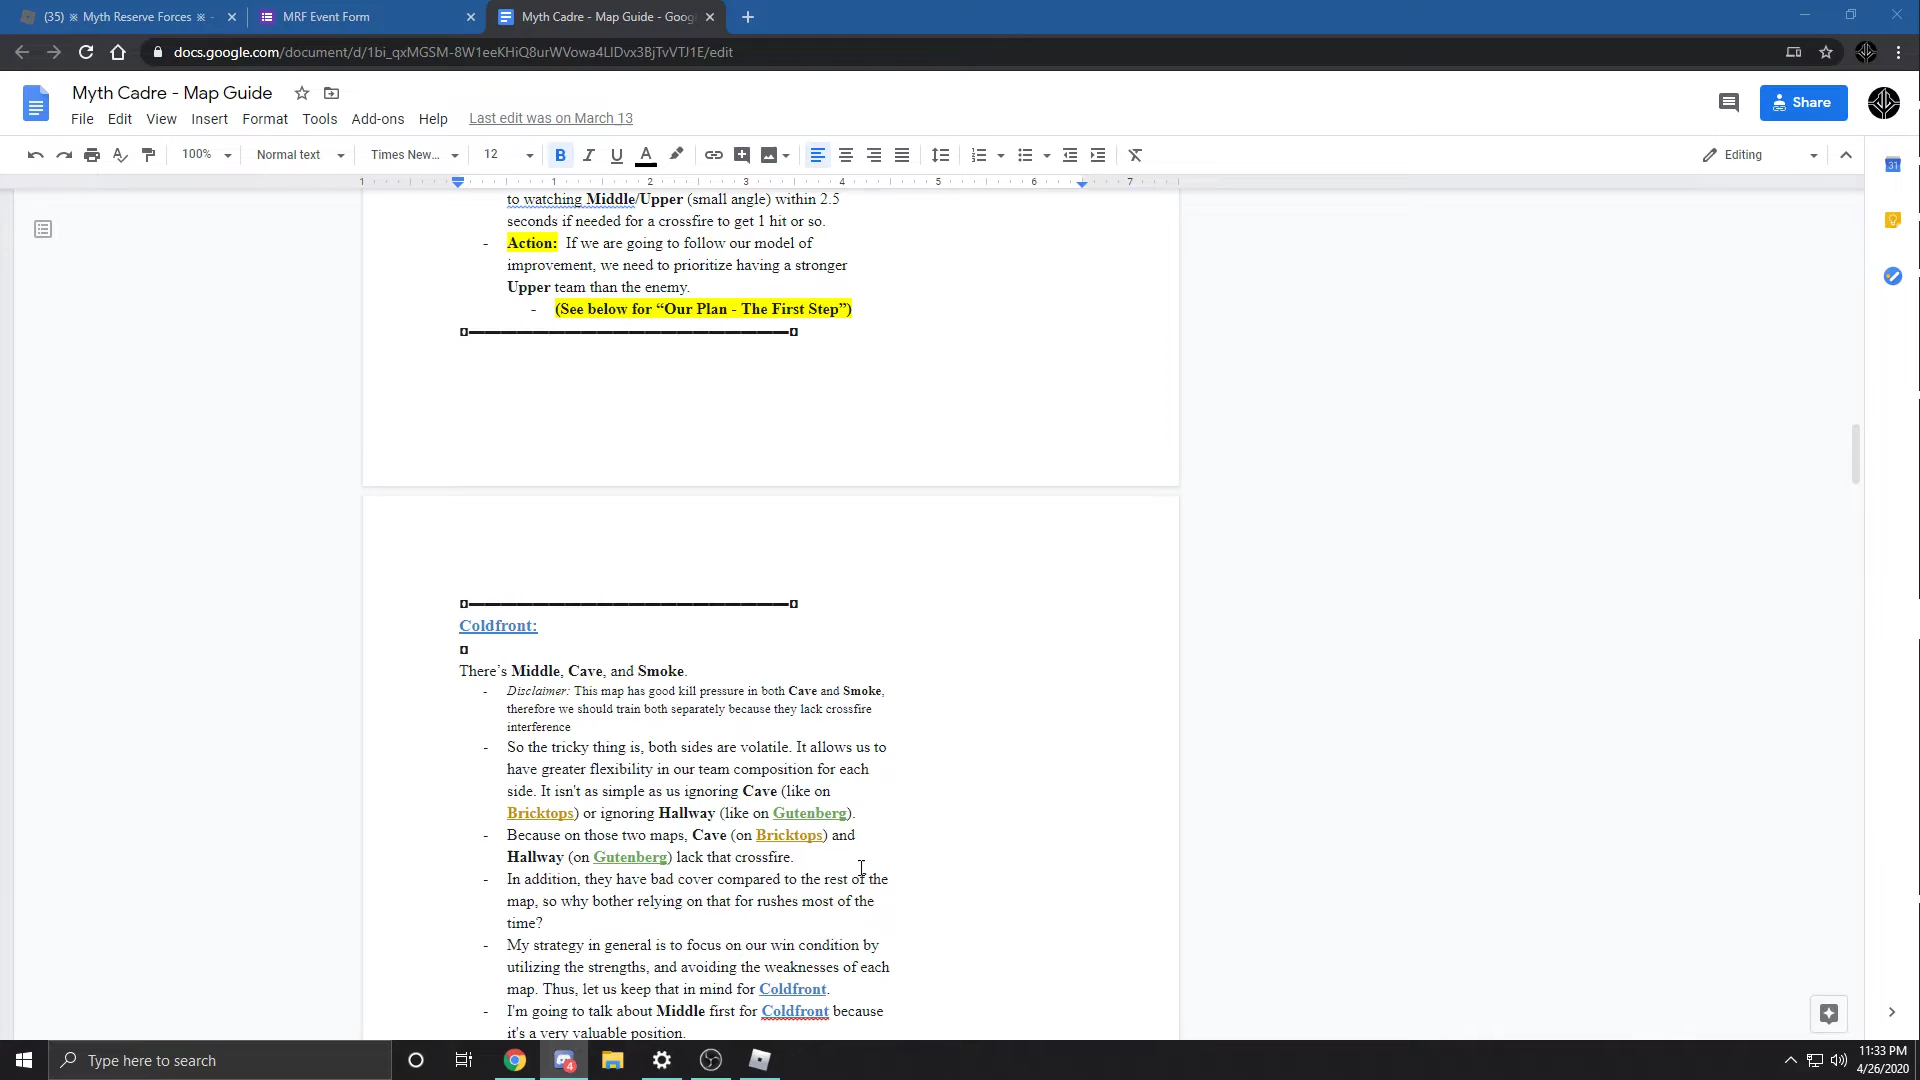 (35) ※ Myth Reserve Forces ※ -
MRF Event Form
Myth Cadre - Map Guide - Goog
docs.google.com/document/d/1bi_qxMGSM-8W1eeKHiQ8urWVowa4LlDvx3BjTvVTJ1E/edit
Myth Cadre - Map Guide
File Edit View Insert Format Tools Add-ons Help Last edit was on March 13
Share
100% Normal text Times New... 12 Editing
1 1 2 3 4 5 6 7
31
to watching Middle/Upper (small angle) within 2.5
seconds if needed for a crossfire to get 1 hit or so.
- Action: If we are going to follow our model of
improvement, we need to prioritize having a stronger
Upper team than the enemy.
- (See below for “Our Plan - The First Step”)
Coldfront:
There’s Middle, Cave, and Smoke.
- Disclaimer: This map has good kill pressure in both Cave and Smoke,
therefore we should train both separately because they lack crossfire
interference
- So the tricky thing is, both sides are volatile. It allows us to
have greater flexibility in our team composition for each
side. It isn't as simple as us ignoring Cave (like on
Bricktops) or ignoring Hallway (like on Gutenberg).
- Because on those two maps, Cave (on Bricktops) and
Hallway (on Gutenberg) lack that crossfire.
- In addition, they have bad cover compared to the rest of the
map, so why bother relying on that for rushes most of the
time?
- My strategy in general is to focus on our win condition by
utilizing the strengths, and avoiding the weaknesses of each
map. Thus, let us keep that in mind for Coldfront.
- I'm going to talk about Middle first for Coldfront because
it's a very valuable position.
Type here to search
4
11:33 PM
4/26/2020